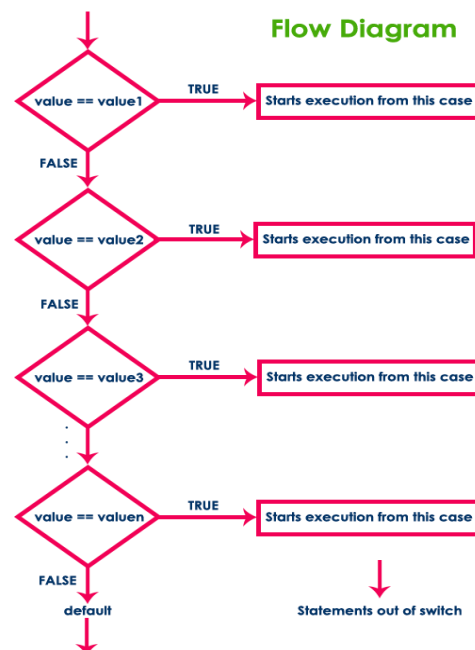 Flow Diagram
value == value1
TRUE
Starts execution from this case
FALSE
value == value2
TRUE
Starts execution from this case
FALSE
value == value3
TRUE
Starts execution from this case
.
.
.
value == valuen
TRUE
Starts execution from this case
FALSE
default
Statements out of switch